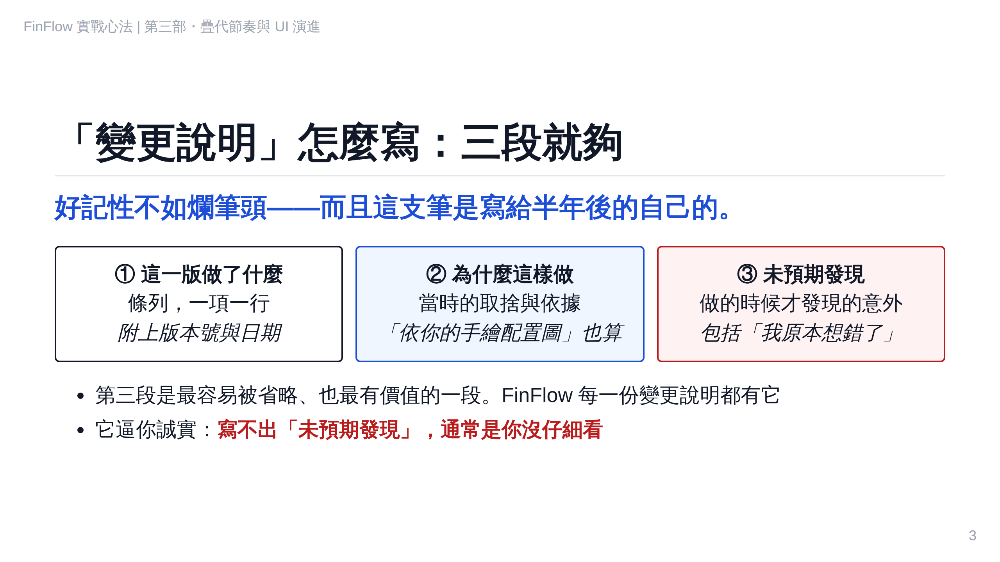 FinFlow 實戰心法 | 第三部・疊代節奏與 UI 演進
「變更說明」怎麼寫：三段就夠
好記性不如爛筆頭——而且這支筆是寫給半年後的自己的。
① 這一版做了什麼
條列，一項一行
附上版本號與日期
② 為什麼這樣做
當時的取捨與依據
「依你的手繪配置圖」也算
③ 未預期發現
做的時候才發現的意外
包括「我原本想錯了」
• 第三段是最容易被省略、也最有價值的一段。FinFlow 每一份變更說明都有它
• 它逼你誠實：寫不出「未預期發現」，通常是你沒仔細看
3